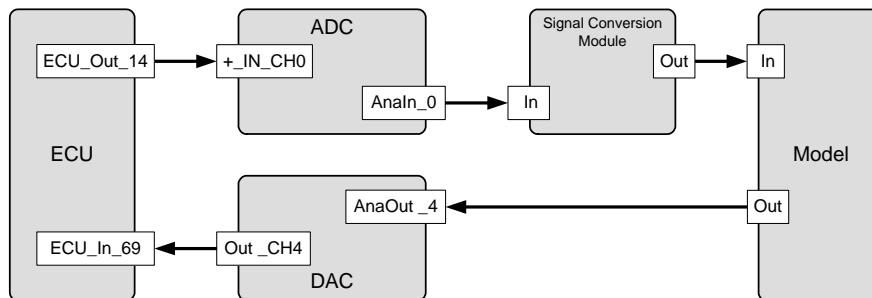 ADC
Signal Conversion
Module
ECU_Out_14
+_IN_CH0
Out
In
AnaIn_0
In
ECU
Model
AnaOut _4
Out
ECU_In_69
Out _CH4
DAC